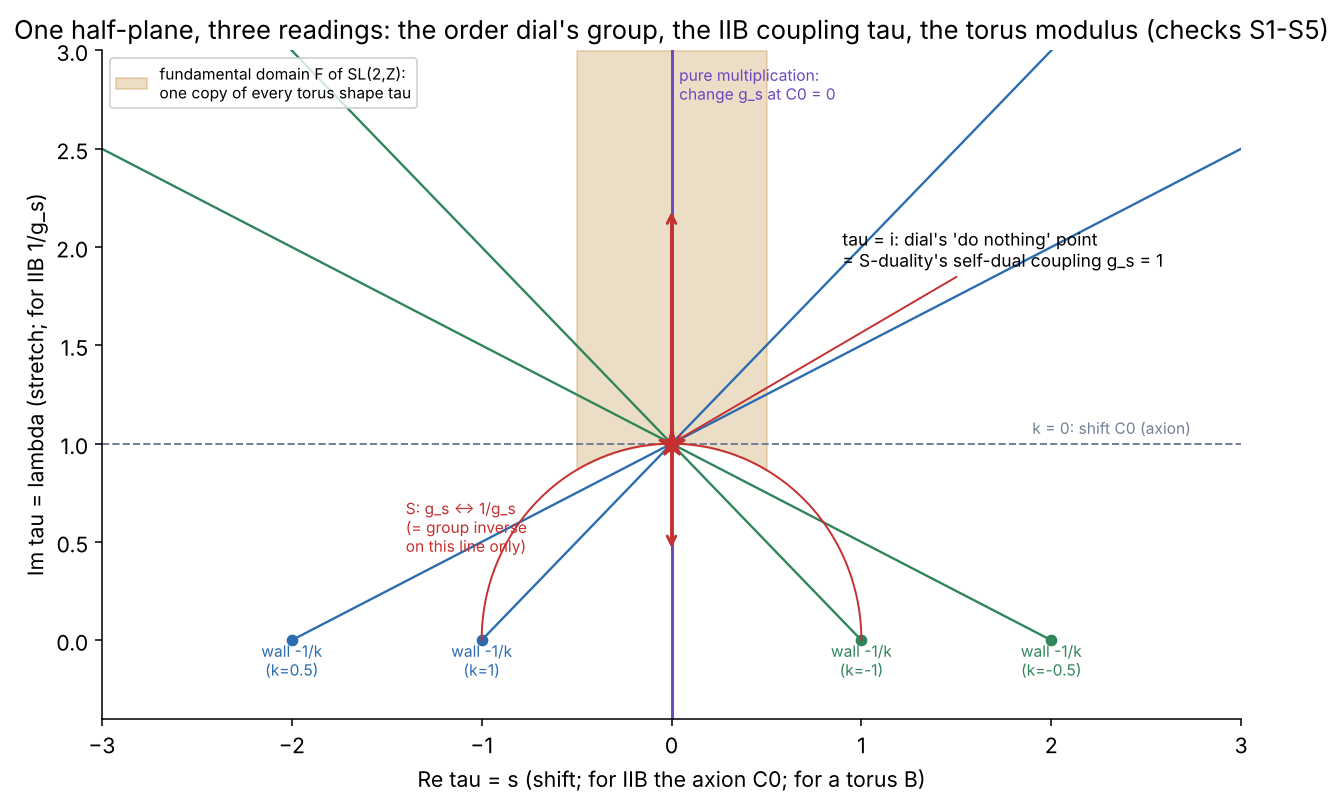 One half-plane, three readings: the order dial's group, the IIB coupling tau, the torus modulus (checks S1-S5)
fundamental domain F of SL(2,Z):
one copy of every torus shape tau
pure multiplication:
change g_s at C0 = 0
tau = i: dial's 'do nothing' point
= S-duality's self-dual coupling g_s = 1
k = 0: shift C0 (axion)
S: g_s ↔ 1/g_s
(= group inverse
on this line only)
wall -1/k
(k=0.5)
wall -1/k
(k=1)
wall -1/k
(k=-1)
wall -1/k
(k=-0.5)
Im tau = lambda (stretch; for IIB 1/g_s)
3.0
2.5
2.0
1.5
1.0
0.5
0.0
−3
−2
−1
0
1
2
3
Re tau = s (shift; for IIB the axion C0; for a torus B)